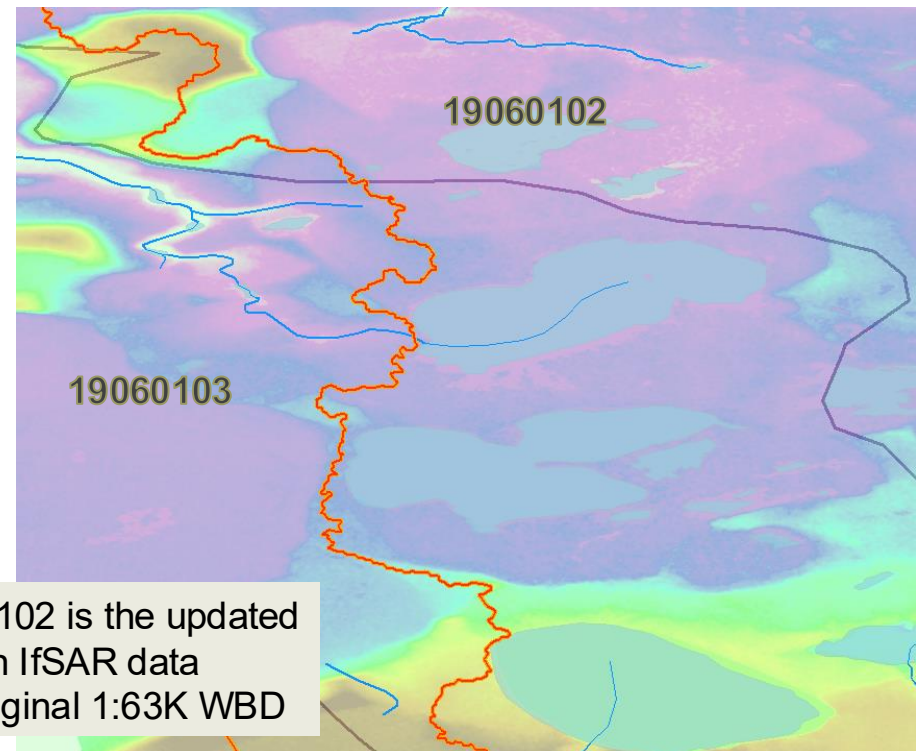 19060102
19060103
102 is the updated
n IfSAR data
ginal 1:63K WBD